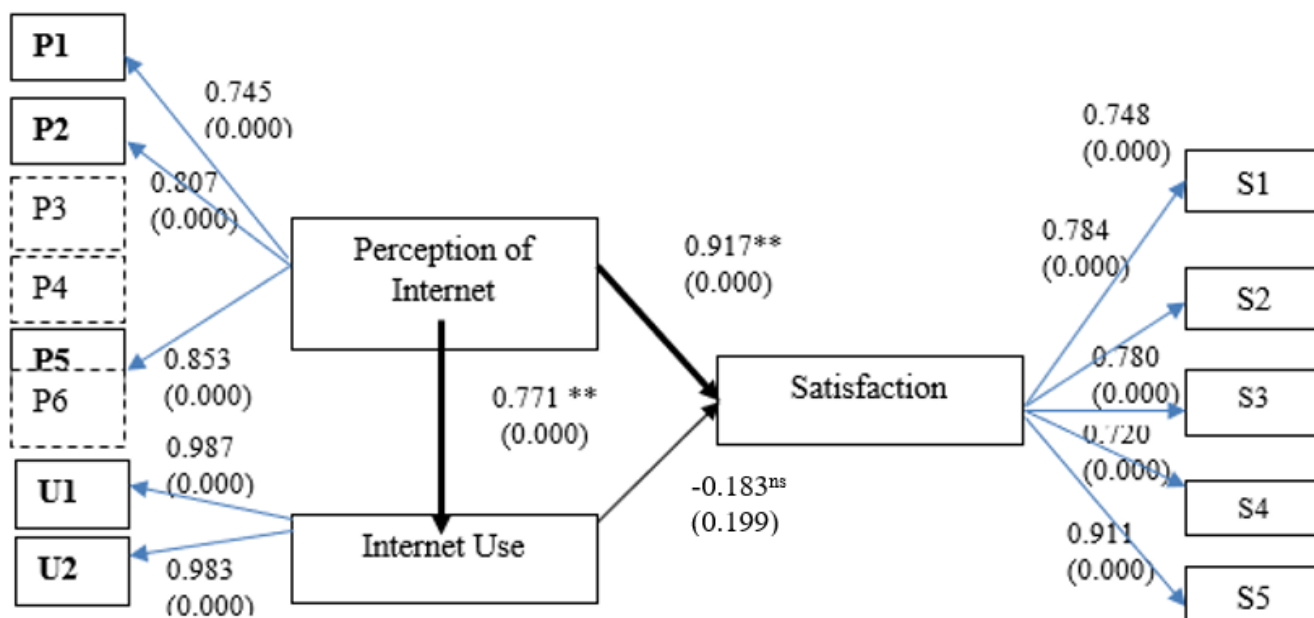 P1
0.745
(0.000)
P2
0.807
(0.000)
P3
P4
P5
P6
0.853
(0.000)
Perception of
Internet
0.917**
(0.000)
0.771 **
(0.000)
U1
0.987
(0.000)
U2
0.983
(0.000)
Internet Use
-0.183ⁿˢ
(0.199)
Satisfaction
0.748
(0.000)
S1
0.784
(0.000)
S2
0.780
(0.000)
S3
0.720
(0.000)
S4
0.911
(0.000)
S5